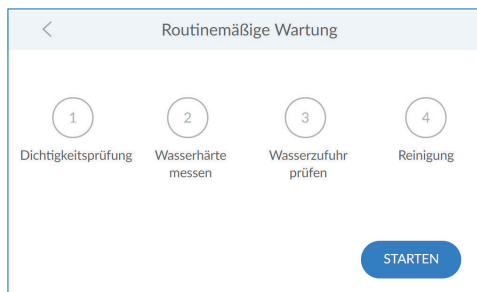 Routinemäßige Wartung
1
2
3
4
Dichtigkeitsprüfung
Wasserhärte
messen
Wasserzufuhr
prüfen
Reinigung
STARTEN